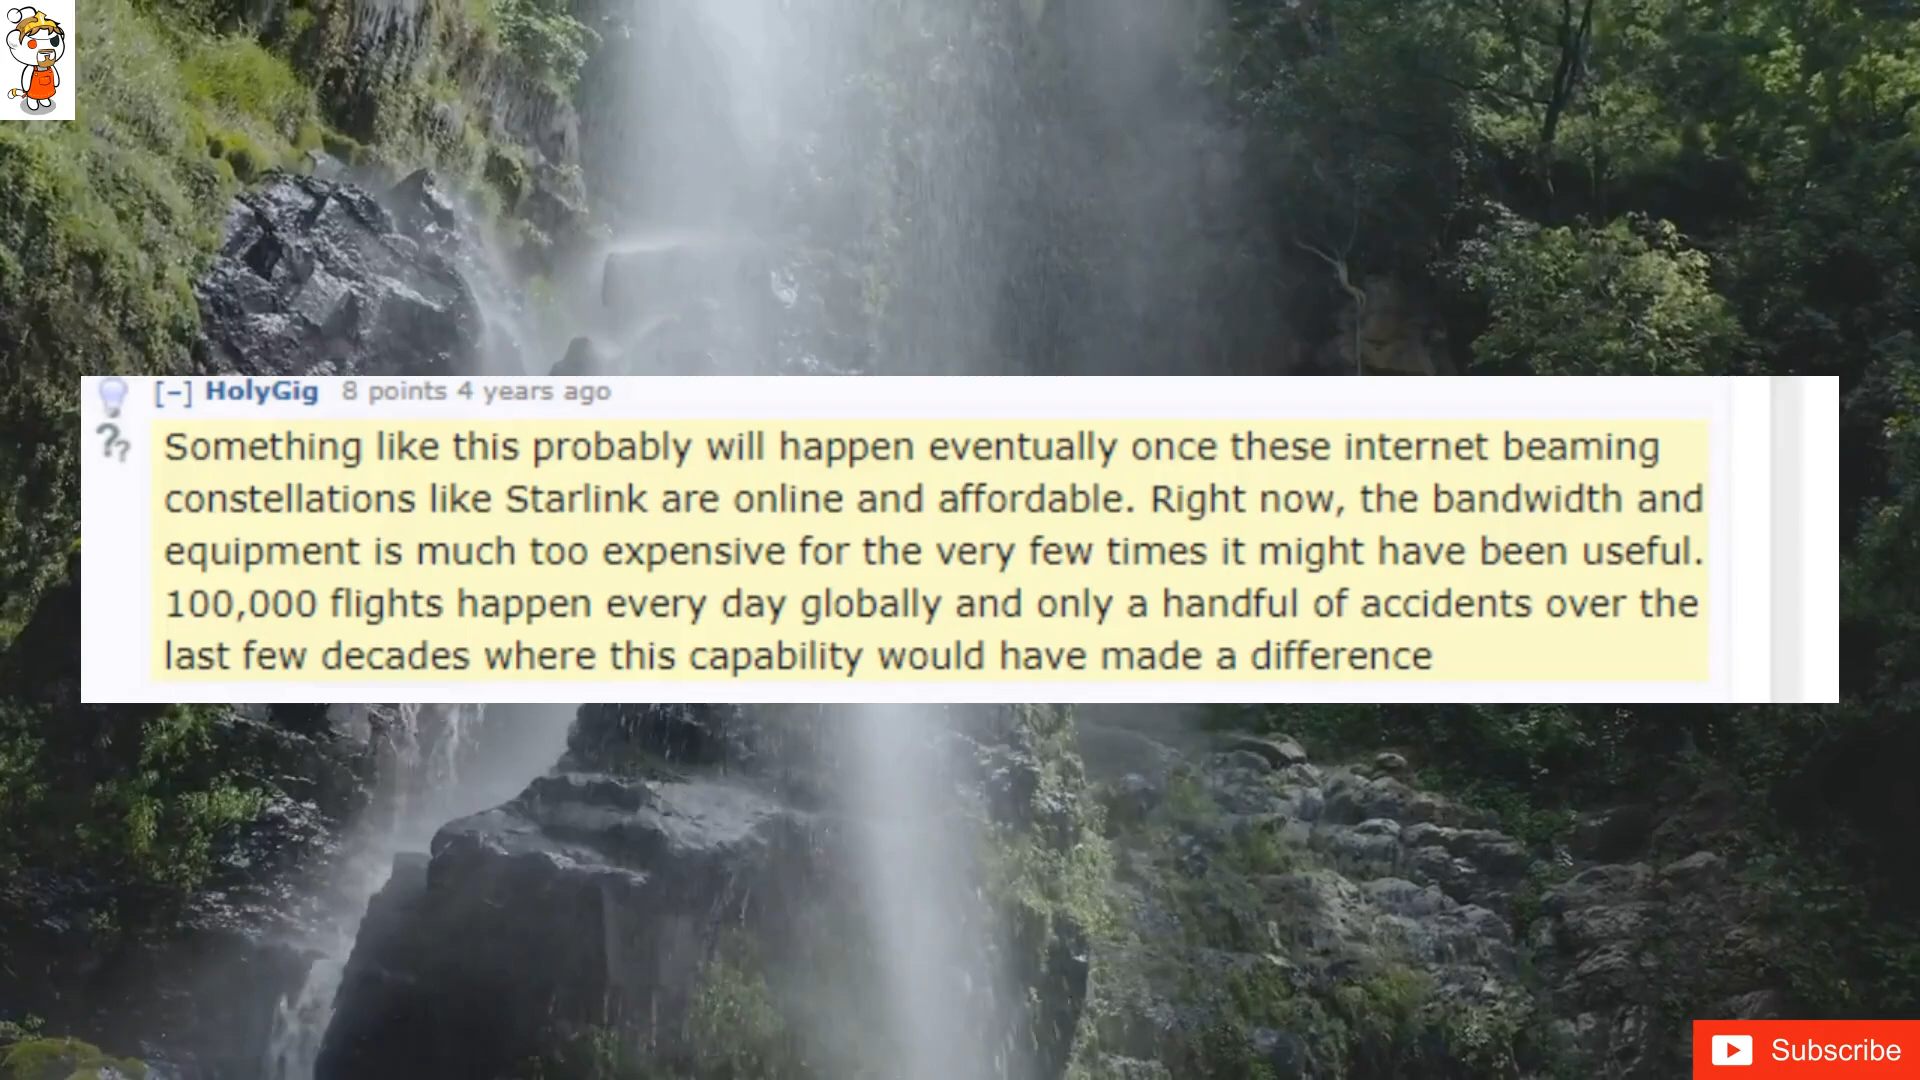 [–] HolyGig 8 points 4 years ago
??
Something like this probably will happen eventually once these internet beaming
constellations like Starlink are online and affordable. Right now, the bandwidth and
equipment is much too expensive for the very few times it might have been useful.
100,000 flights happen every day globally and only a handful of accidents over the
last few decades where this capability would have made a difference
Subscribe